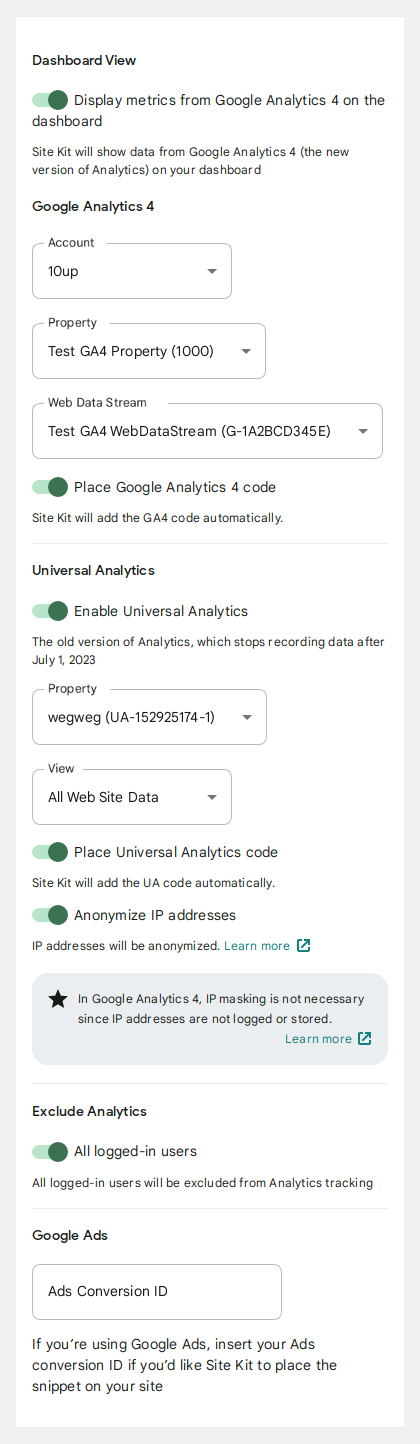 Dashboard View
Display metrics from Google Analytics 4 on the
dashboard
Site Kit will show data from Google Analytics 4 (the new
version of Analytics) on your dashboard
Google Analytics 4
Account
10up
Property
Test GA4 Property (1000)
Web Data Stream
Test GA4 WebDataStream (G-1A2BCD345E)
Place Google Analytics 4 code
Site Kit will add the GA4 code automatically.
Universal Analytics
Enable Universal Analytics
The old version of Analytics, which stops recording data after
July 1, 2023
Property
wegweg (UA-152925174-1)
View
All Web Site Data
Place Universal Analytics code
Site Kit will add the UA code automatically.
Anonymize IP addresses
IP addresses will be anonymized. Learn more
In Google Analytics 4, IP masking is not necessary
since IP addresses are not logged or stored.
Learn more
Exclude Analytics
All logged-in users
All logged-in users will be excluded from Analytics tracking
Google Ads
Ads Conversion ID
If you’re using Google Ads, insert your Ads
conversion ID if you’d like Site Kit to place the
snippet on your site